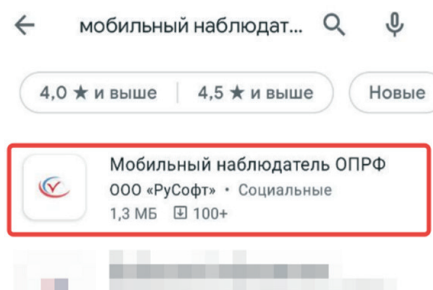 мобильный наблюдат...
4,0 ★ и выше
4,5 ★ и выше
Новые
Мобильный наблюдатель ОПРФ
ООО «РуСофт» • Социальные
1,3 МБ 100+